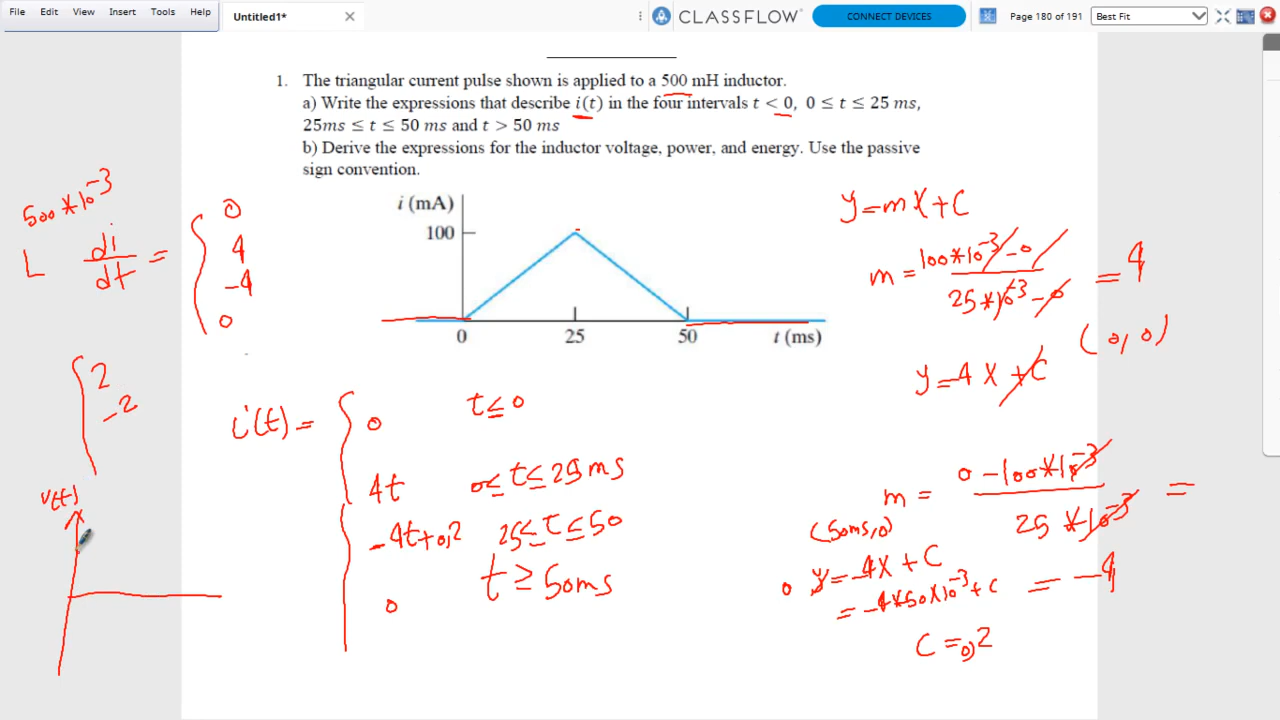 File Edit View Insert Tools Help
Untitled1*
CLASSFLOW
CONNECT DEVICES
Page 180 of 191
Best Fit
1. The triangular current pulse shown is applied to a 500 mH inductor.
a) Write the expressions that describe i(t) in the four intervals t < 0, 0 ≤ t ≤ 25 ms,
25ms ≤ t ≤ 50 ms and t > 50 ms
b) Derive the expressions for the inductor voltage, power, and energy. Use the passive
sign convention.
i (mA)
100
0 25 50 t (ms)
500*10^-3
L di/dt = { 0
4
-4
0
{ 2
-2
v(t)
i(t) = { 0 t ≤ 0
4t 0 ≤ t ≤ 25ms
-4t+0,2 25 ≤ t ≤ 50
0 t ≥ 50ms
y=mx+c
m = (100*10^-3 - 0)/(25*10^-3 - 0) = 4
(0,0)
y=4x+c
m = (0-100*10^-3)/(25*10^-3) =
= -4
(50ms,0)
0 y=-4x+c
= -4*50*10^-3+c
c=0,2